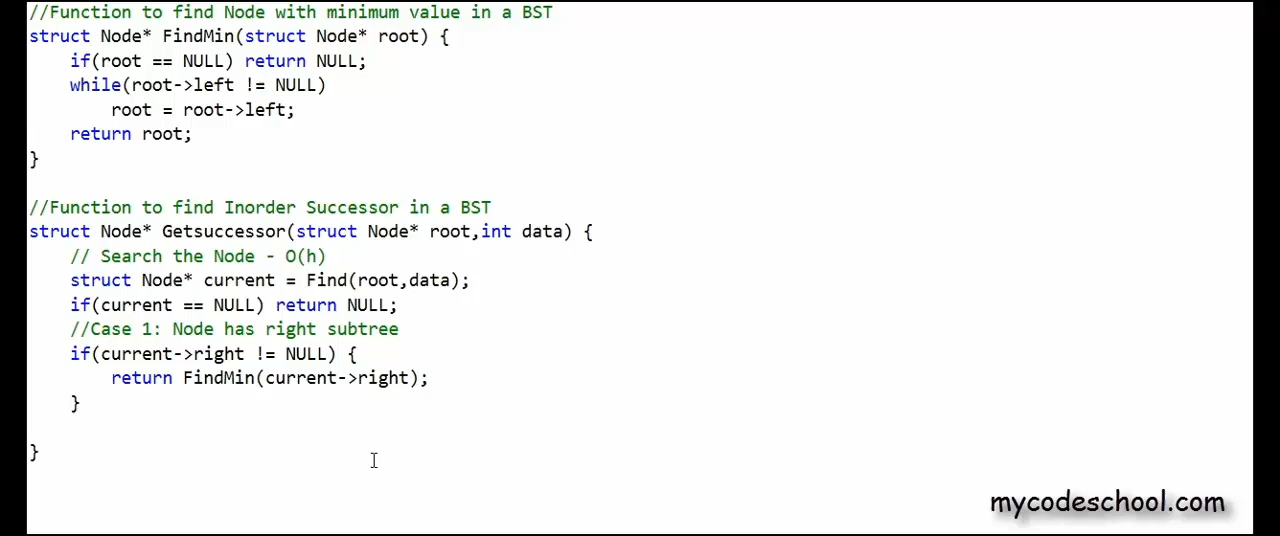 //Function to find Node with minimum value in a BST
struct Node* FindMin(struct Node* root) {
    if(root == NULL) return NULL;
    while(root->left != NULL)
        root = root->left;
    return root;
}

//Function to find Inorder Successor in a BST
struct Node* Getsuccessor(struct Node* root,int data) {
    // Search the Node - O(h)
    struct Node* current = Find(root,data);
    if(current == NULL) return NULL;
    //Case 1: Node has right subtree
    if(current->right != NULL) {
        return FindMin(current->right);
    }

}
mycodeschool.com